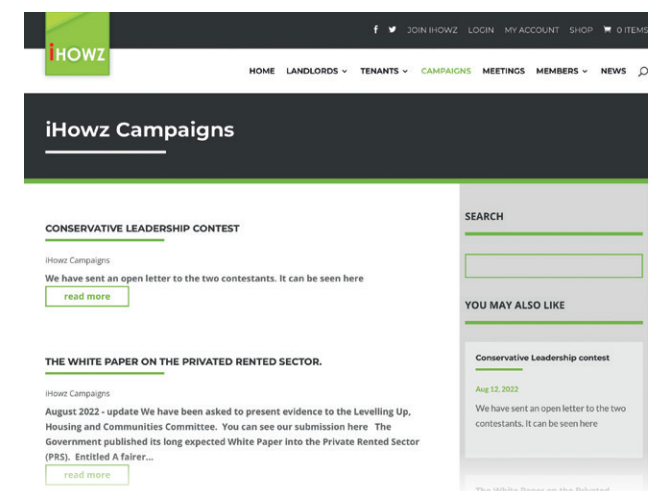 JOIN IHOWZ LOGIN MY ACCOUNT SHOP 0 ITEMS
iHOWZ
HOME LANDLORDS TENANTS CAMPAIGNS MEETINGS MEMBERS NEWS
iHowz Campaigns
CONSERVATIVE LEADERSHIP CONTEST
iHowz Campaigns
We have sent an open letter to the two contestants. It can be seen here
read more
THE WHITE PAPER ON THE PRIVATED RENTED SECTOR.
iHowz Campaigns
August 2022 - update We have been asked to present evidence to the Levelling Up,
Housing and Communities Committee. You can see our submission here The
Government published its long expected White Paper into the Private Rented Sector
(PRS). Entitled A fairer...
read more
SEARCH
YOU MAY ALSO LIKE
Conservative Leadership contest
Aug 12, 2022
We have sent an open letter to the two
contestants. It can be seen here
The White Paper on the Privated